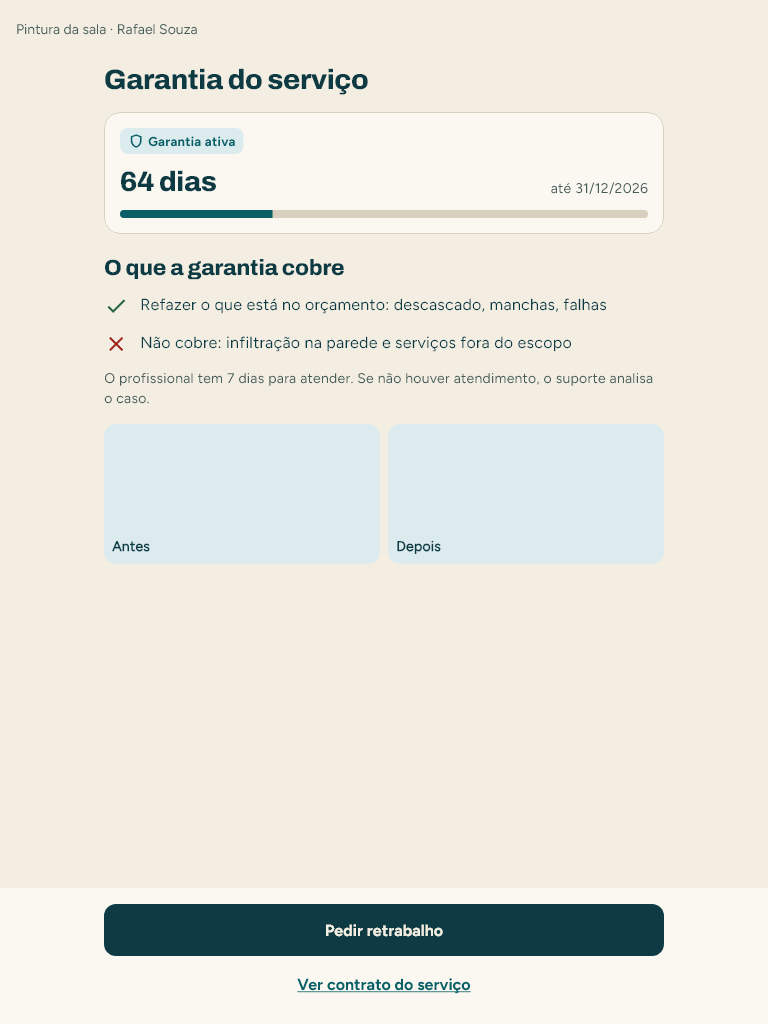 Pintura da sala · Rafael Souza
Garantia do serviço
Garantia ativa
64 dias
até 31/12/2026
O que a garantia cobre
Refazer o que está no orçamento: descascado, manchas, falhas
Não cobre: infiltração na parede e serviços fora do escopo
O profissional tem 7 dias para atender. Se não houver atendimento, o suporte analisa
o caso.
Antes
Depois
Pedir retrabalho
Ver contrato do serviço